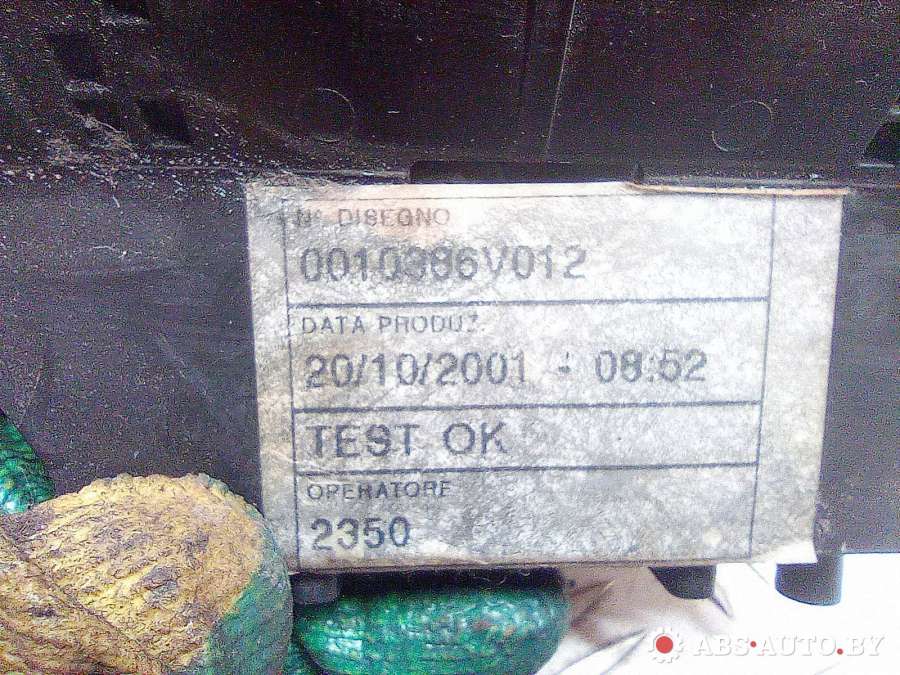 N° DISEGNO
0010386V012
DATA PRODUZ.
20/10/2001 - 08:52
TEST OK
OPERATORE
2350
ABS-AUTO.BY